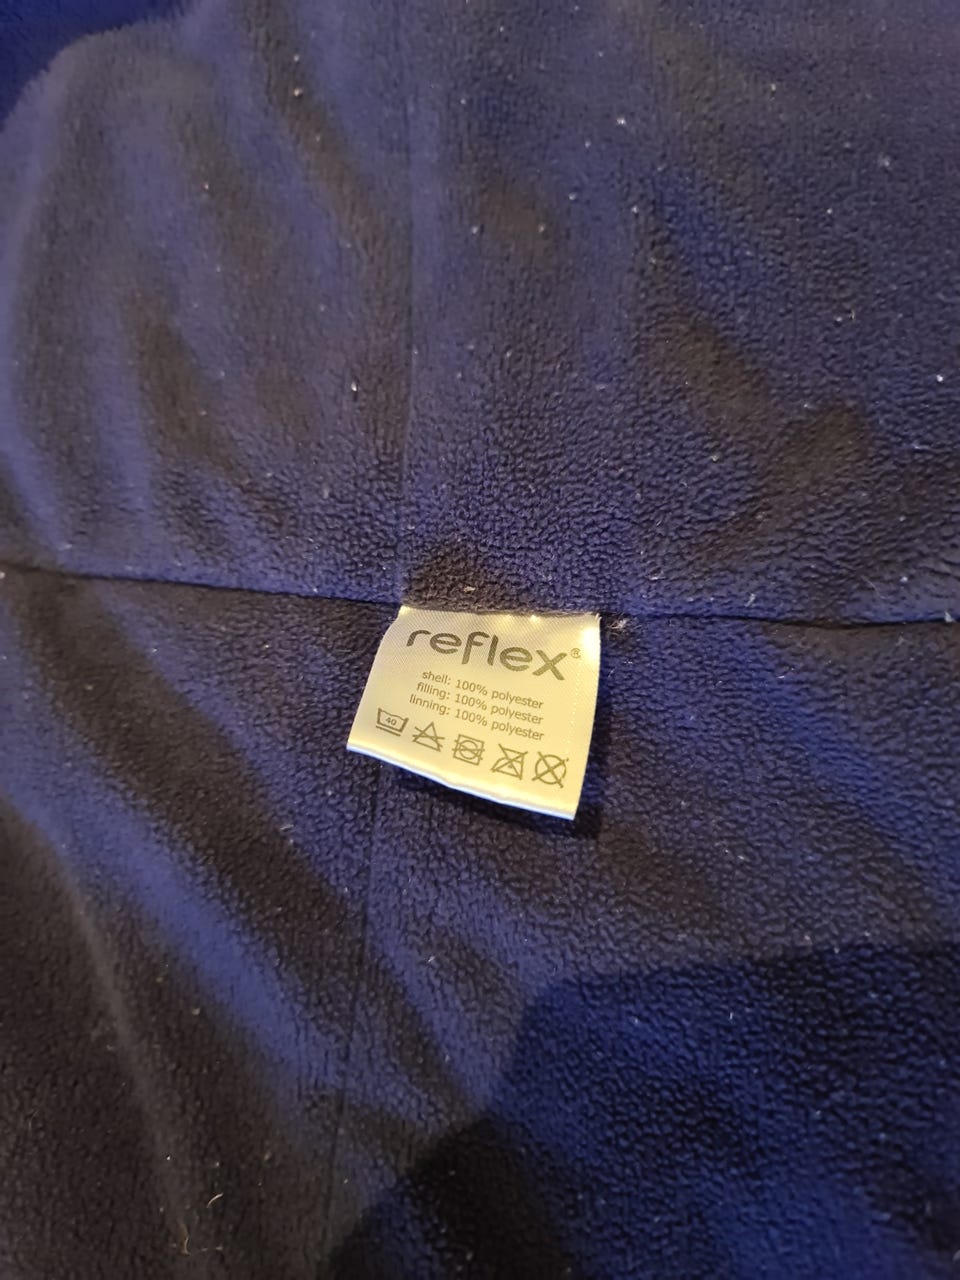 reflex®
shell: 100% polyester
filling: 100% polyester
linning: 100% polyester
40